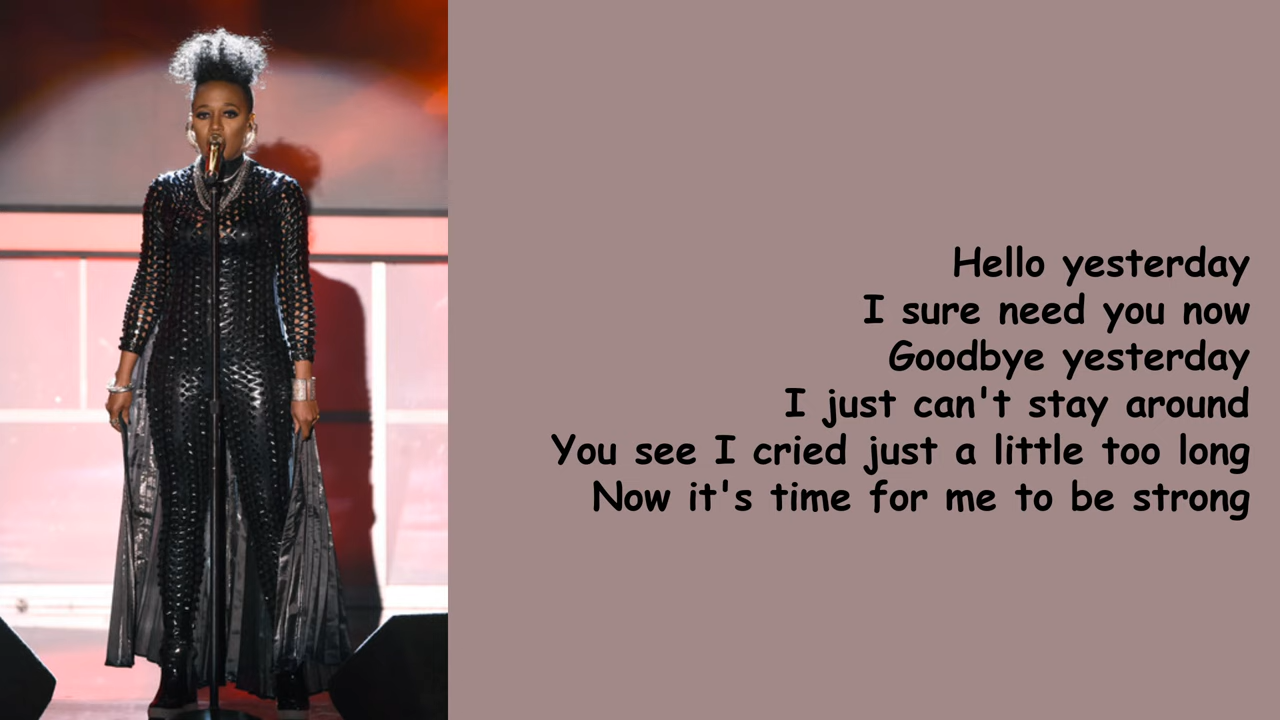 Hello yesterday
I sure need you now
Goodbye yesterday
I just can't stay around
You see I cried just a little too long
Now it's time for me to be strong